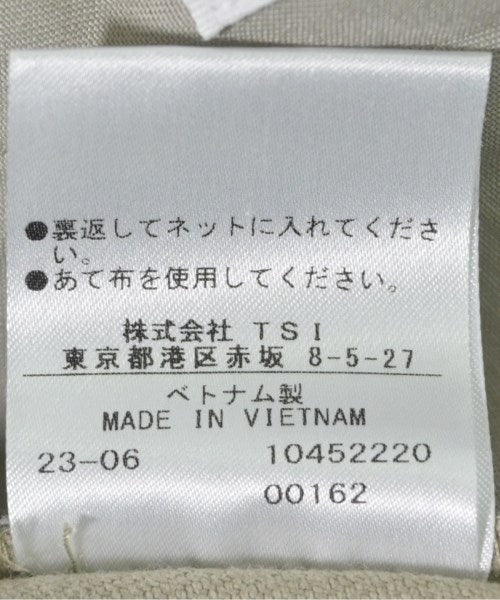 ●裏返してネットに入れてくださ
い。
●あて布を使用してください。
株式会社 TSI
東京都港区赤坂 8-5-27
ベトナム製
MADE IN VIETNAM
23-06 10452220
00162